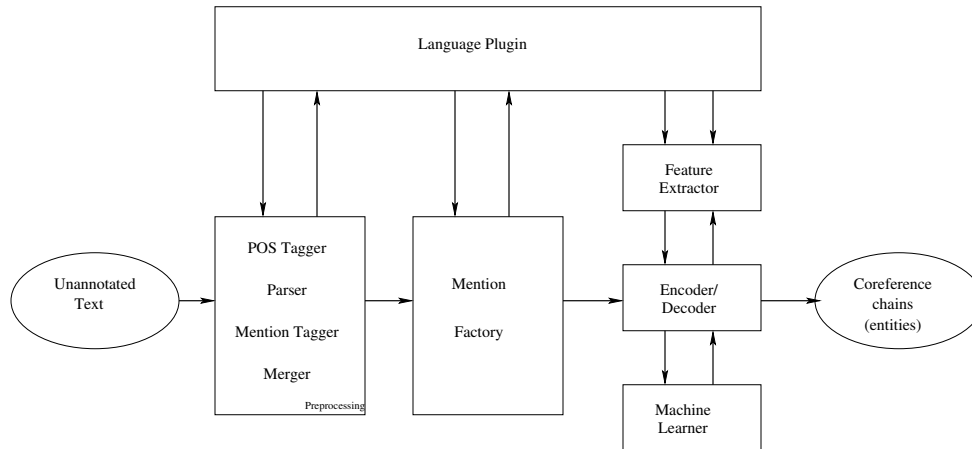 Language Plugin
Feature
Extractor
POS Tagger
Parser
Mention Tagger
Merger
Preprocessing
Unannotated
Text
Mention
Factory
Encoder/
Decoder
Coreference
chains
(entities)
Machine
Learner